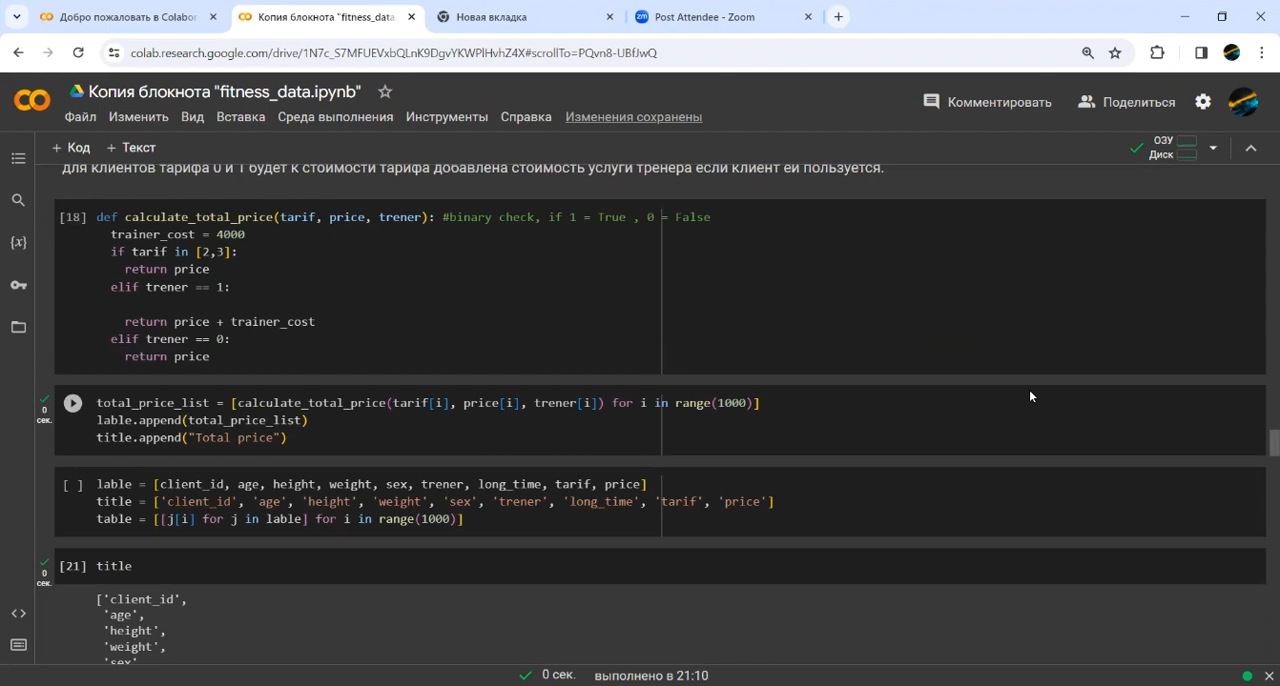 Добро пожаловать в Colabor
Копия блокнота "fitness_data.
Новая вкладка
Post Attendee - Zoom
colab.research.google.com/drive/1N7c_S7MFUEVxbQLnK9DgvYKWPlHvhZ4X#scrollTo=PQvn8-UBfJwQ
Копия блокнота "fitness_data.ipynb"
Комментировать
Поделиться
Файл Изменить Вид Вставка Среда выполнения Инструменты Справка Изменения сохранены
+ Код + Текст
ОЗУ
Диск
для клиентов тарифа 0 и 1 будет к стоимости тарифа добавлена стоимость услуги тренера если клиент ей пользуется.
[18] def calculate_total_price(tarif, price, trener): #binary check, if 1 = True , 0 = False
trainer_cost = 4000
if tarif in [2,3]:
return price
elif trener == 1:
return price + trainer_cost
elif trener == 0:
return price
0
сек.
total_price_list = [calculate_total_price(tarif[i], price[i], trener[i]) for i in range(1000)]
lable.append(total_price_list)
title.append("Total price")
[ ] lable = [client_id, age, height, weight, sex, trener, long_time, tarif, price]
title = ['client_id', 'age', 'height', 'weight', 'sex', 'trener', 'long_time', 'tarif', 'price']
table = [[j[i] for j in lable] for i in range(1000)]
0
сек.
[21] title
['client_id',
'age',
'height',
'weight',
'sex'
0 сек. выполнено в 21:10